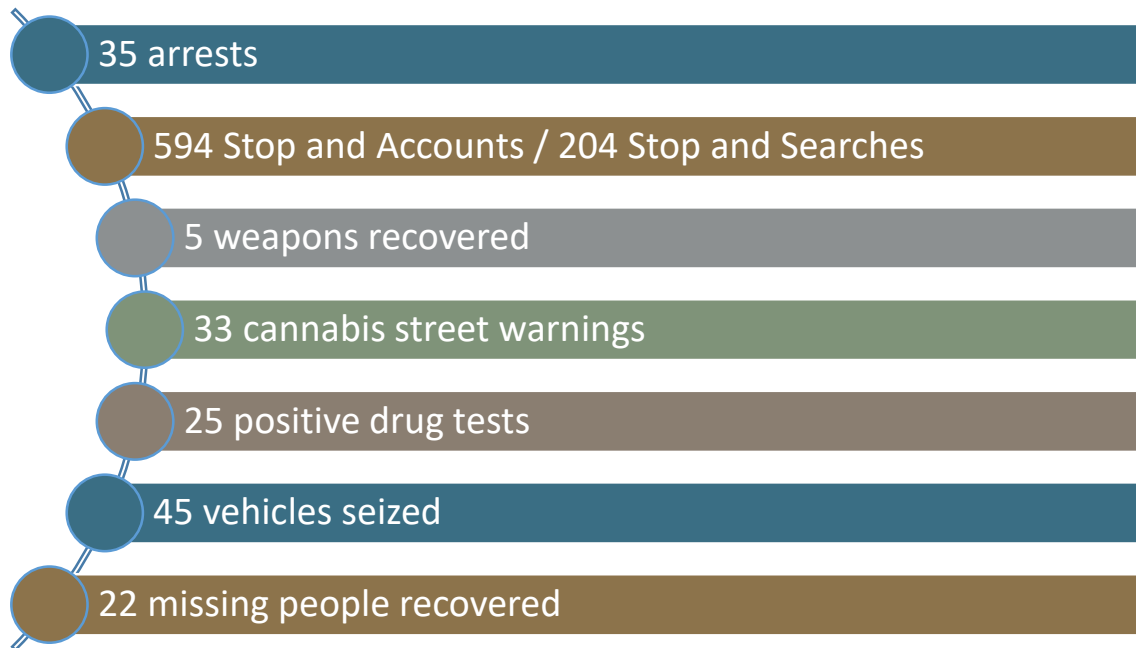 35 arrests
594 Stop and Accounts / 204 Stop and Searches
5 weapons recovered
33 cannabis street warnings
25 positive drug tests
45 vehicles seized
22 missing people recovered